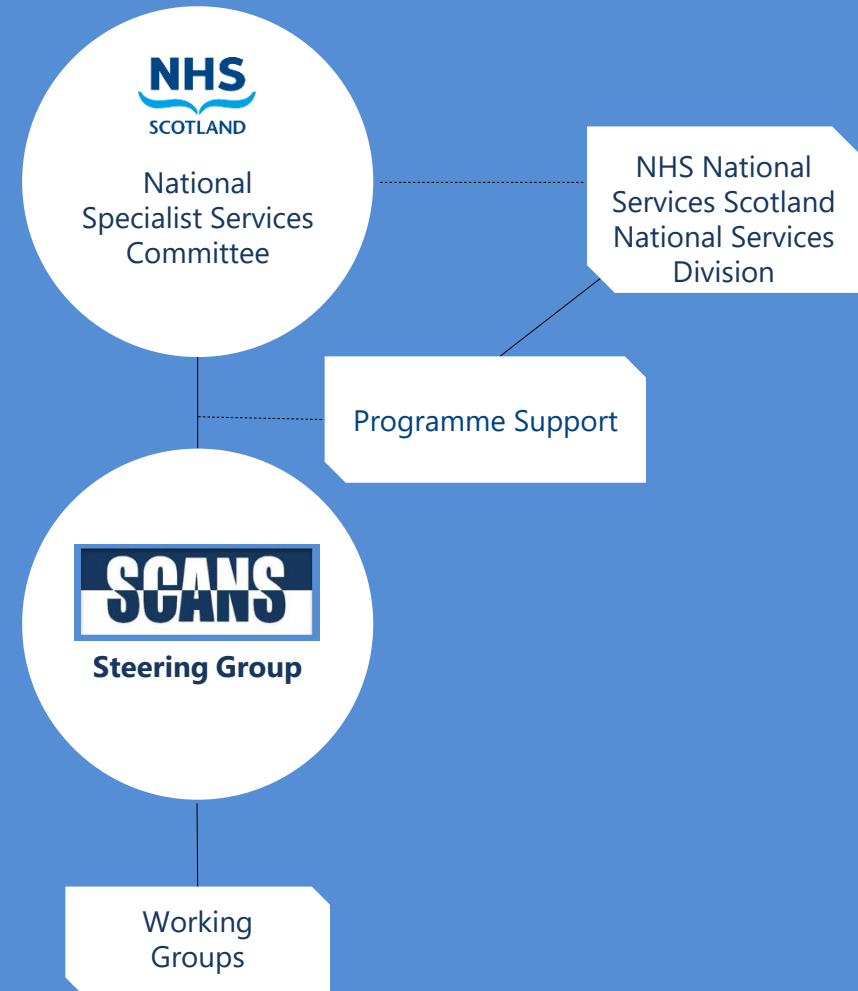 NHS
SCOTLAND
National
Specialist Services
Committee
NHS National
Services Scotland
National Services
Division
Programme Support
SCANS
Steering Group
Working
Groups